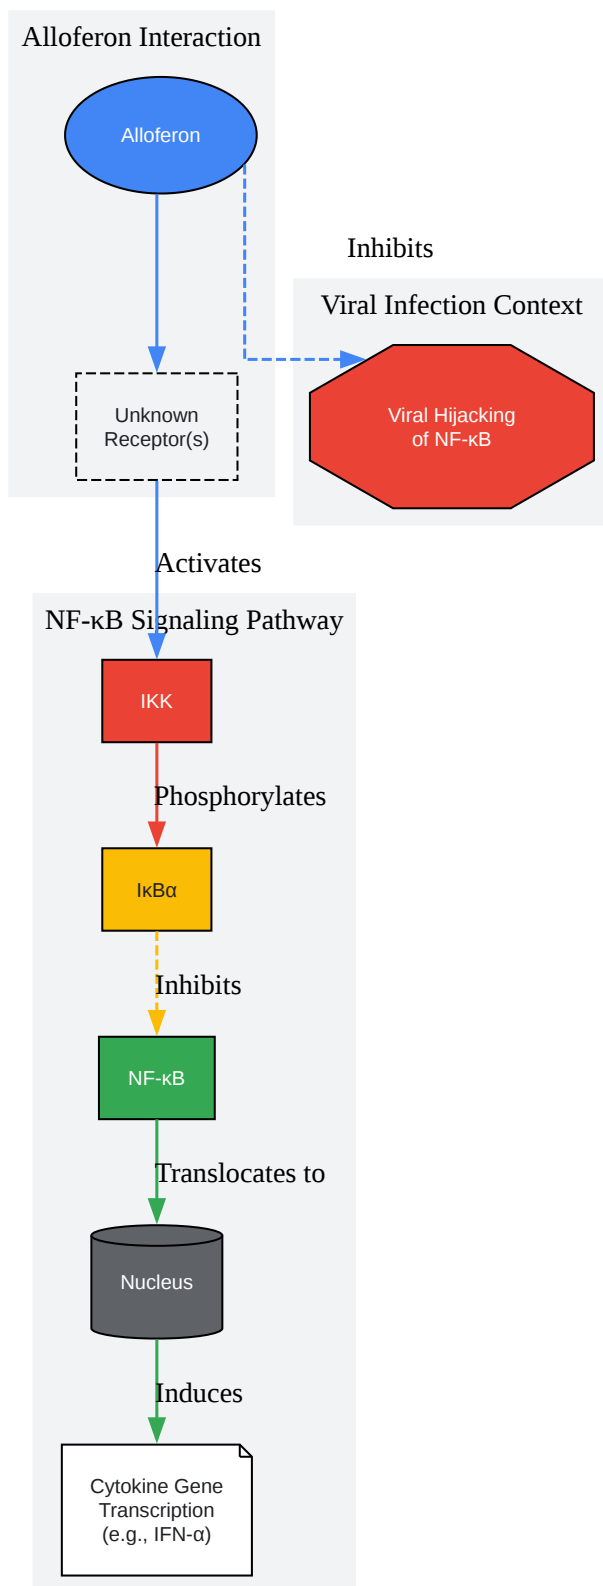 Alloferon Interaction
Alloferon
Inhibits
Viral Infection Context
Unknown
Receptor(s)
Viral Hijacking
of NF-κB
Activates
NF-κB Signaling Pathway
IKK
Phosphorylates
IκBα
Inhibits
NF-κB
Translocates to
Nucleus
Induces
Cytokine Gene
Transcription
(e.g., IFN-α)